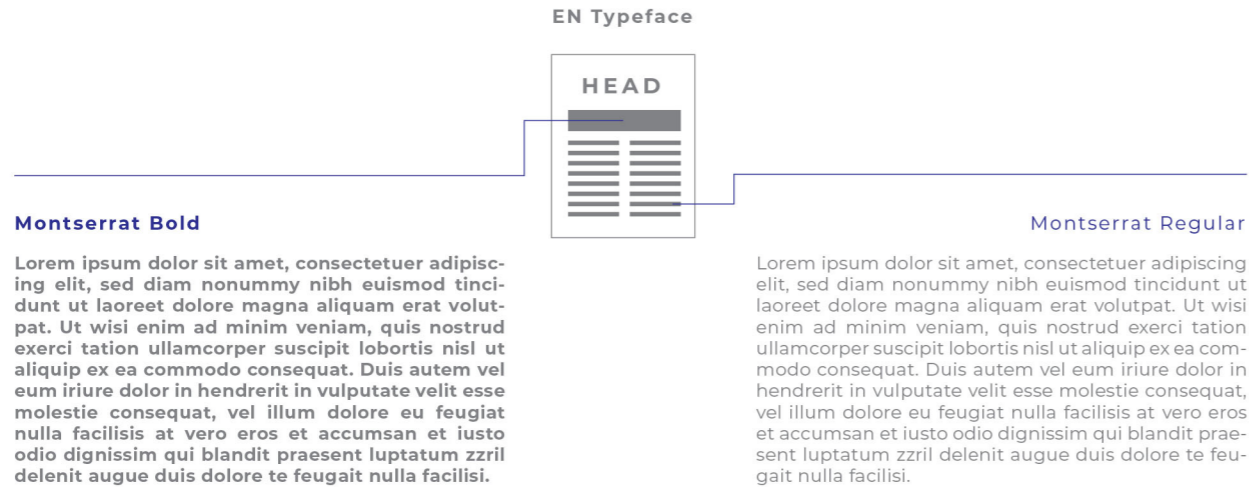 EN Typeface
HEAD
Montserrat Bold
Lorem ipsum dolor sit amet, consectetuer adipisc-
ing elit, sed diam nonummy nibh euismod tinci-
dunt ut laoreet dolore magna aliquam erat volut-
pat. Ut wisi enim ad minim veniam, quis nostrud
exerci tation ullamcorper suscipit lobortis nisl ut
aliquip ex ea commodo consequat. Duis autem vel
eum iriure dolor in hendrerit in vulputate velit esse
molestie consequat, vel illum dolore eu feugiat
nulla facilisis at vero eros et accumsan et iusto
odio dignissim qui blandit praesent luptatum zzril
delenit augue duis dolore te feugait nulla facilisi.
Montserrat Regular
Lorem ipsum dolor sit amet, consectetuer adipiscing
elit, sed diam nonummy nibh euismod tincidunt ut
laoreet dolore magna aliquam erat volutpat. Ut wisi
enim ad minim veniam, quis nostrud exerci tation
ullamcorper suscipit lobortis nisl ut aliquip ex ea com-
modo consequat. Duis autem vel eum iriure dolor in
hendrerit in vulputate velit esse molestie consequat,
vel illum dolore eu feugiat nulla facilisis at vero eros
et accumsan et iusto odio dignissim qui blandit prae-
sent luptatum zzril delenit augue duis dolore te feu-
gait nulla facilisi.